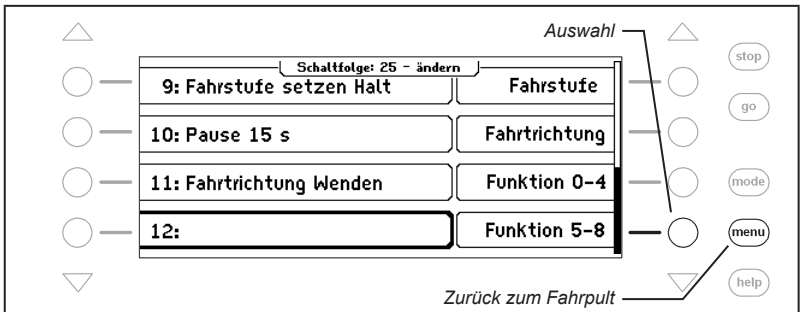 Auswahl
stop
Schaltfolge: 25 - ändern
9: Fahrstufe setzen Halt
Fahrstufe
go
10: Pause 15 s
Fahrtrichtung
11: Fahrtrichtung Wenden
Funktion 0-4
mode
12:
Funktion 5-8
menu
help
Zurück zum Fahrpult